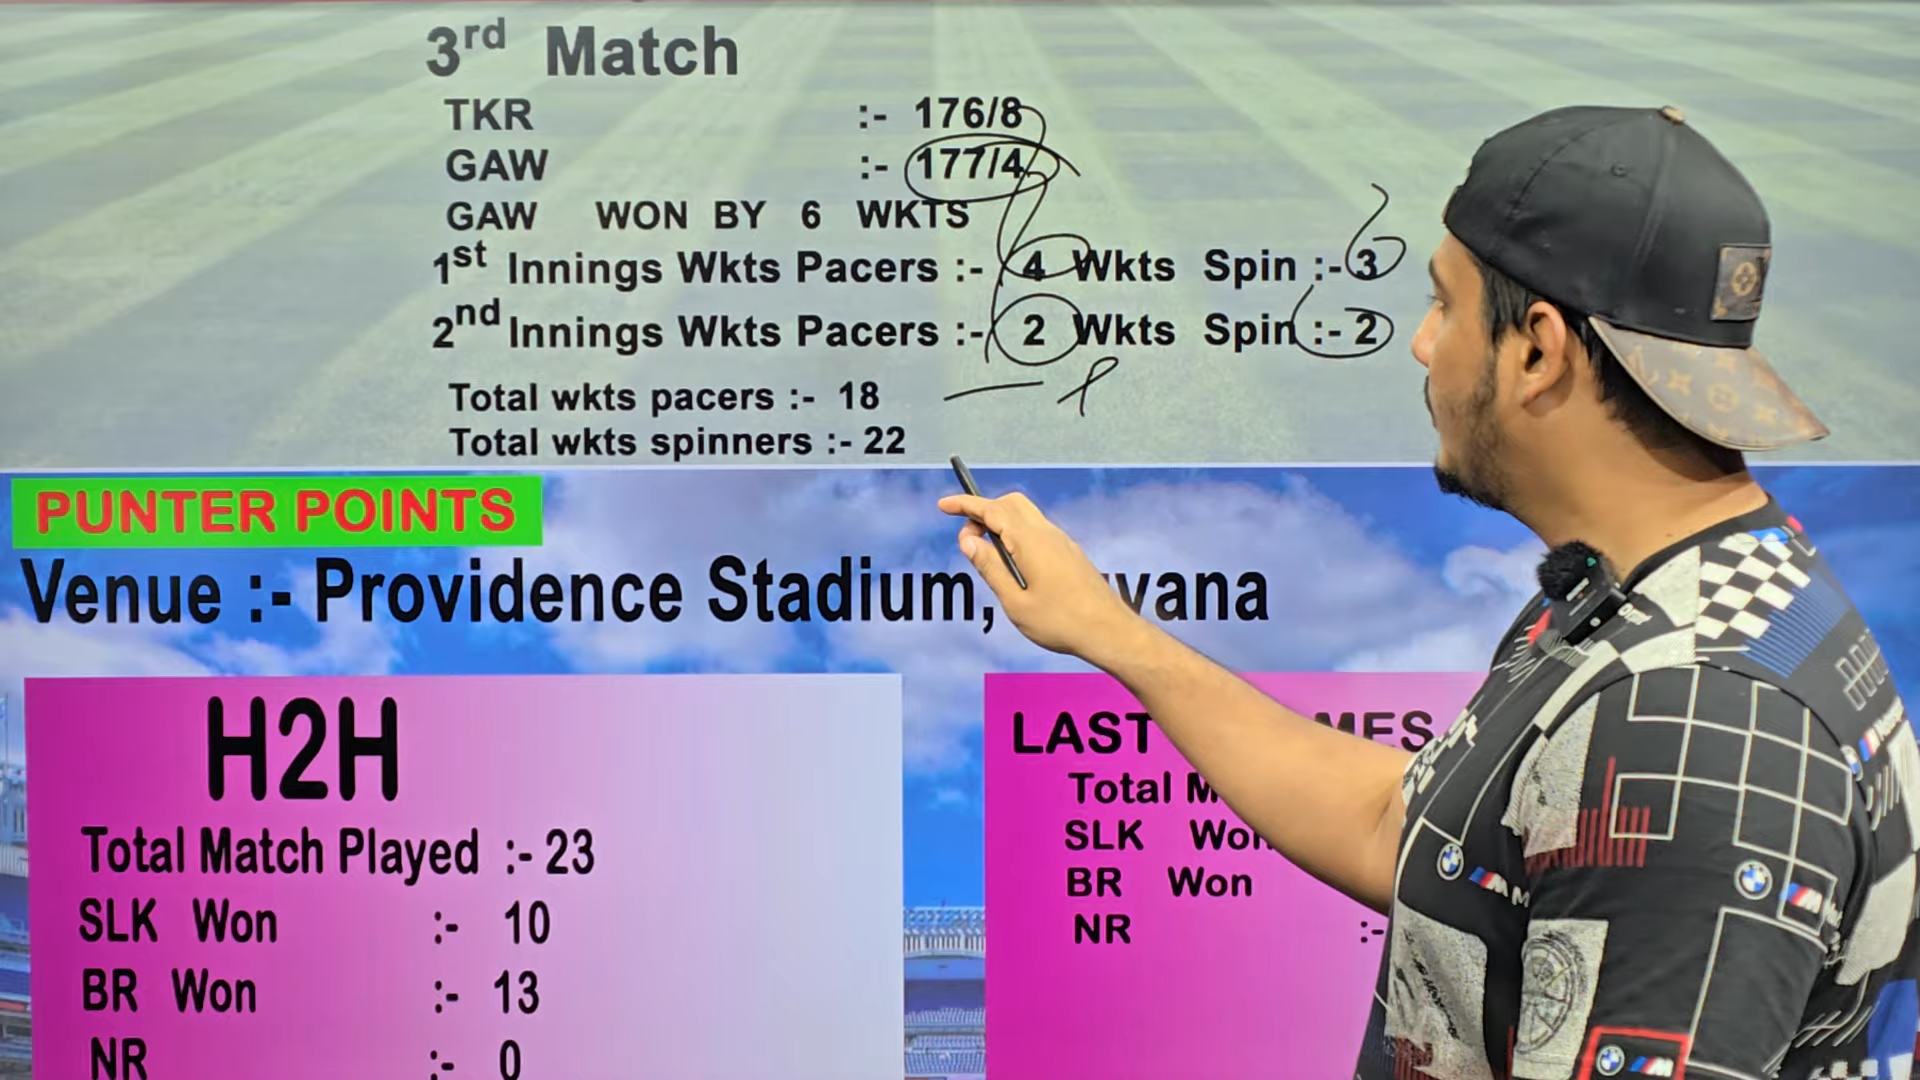 3rd Match
TKR :- 176/8
GAW :- 177/4
GAW WON BY 6 WKTS
1st Innings Wkts Pacers :- 4 Wkts Spin :- 3
2nd Innings Wkts Pacers :- 2 Wkts Spin :- 2
Total wkts pacers :- 18
Total wkts spinners :- 22
PUNTER POINTS
Venue :- Providence Stadium,
H2H
Total Match Played :- 23
SLK Won :- 10
BR Won :- 13
NR :- 0
LAST
Total
SLK
BR Won
NR :-